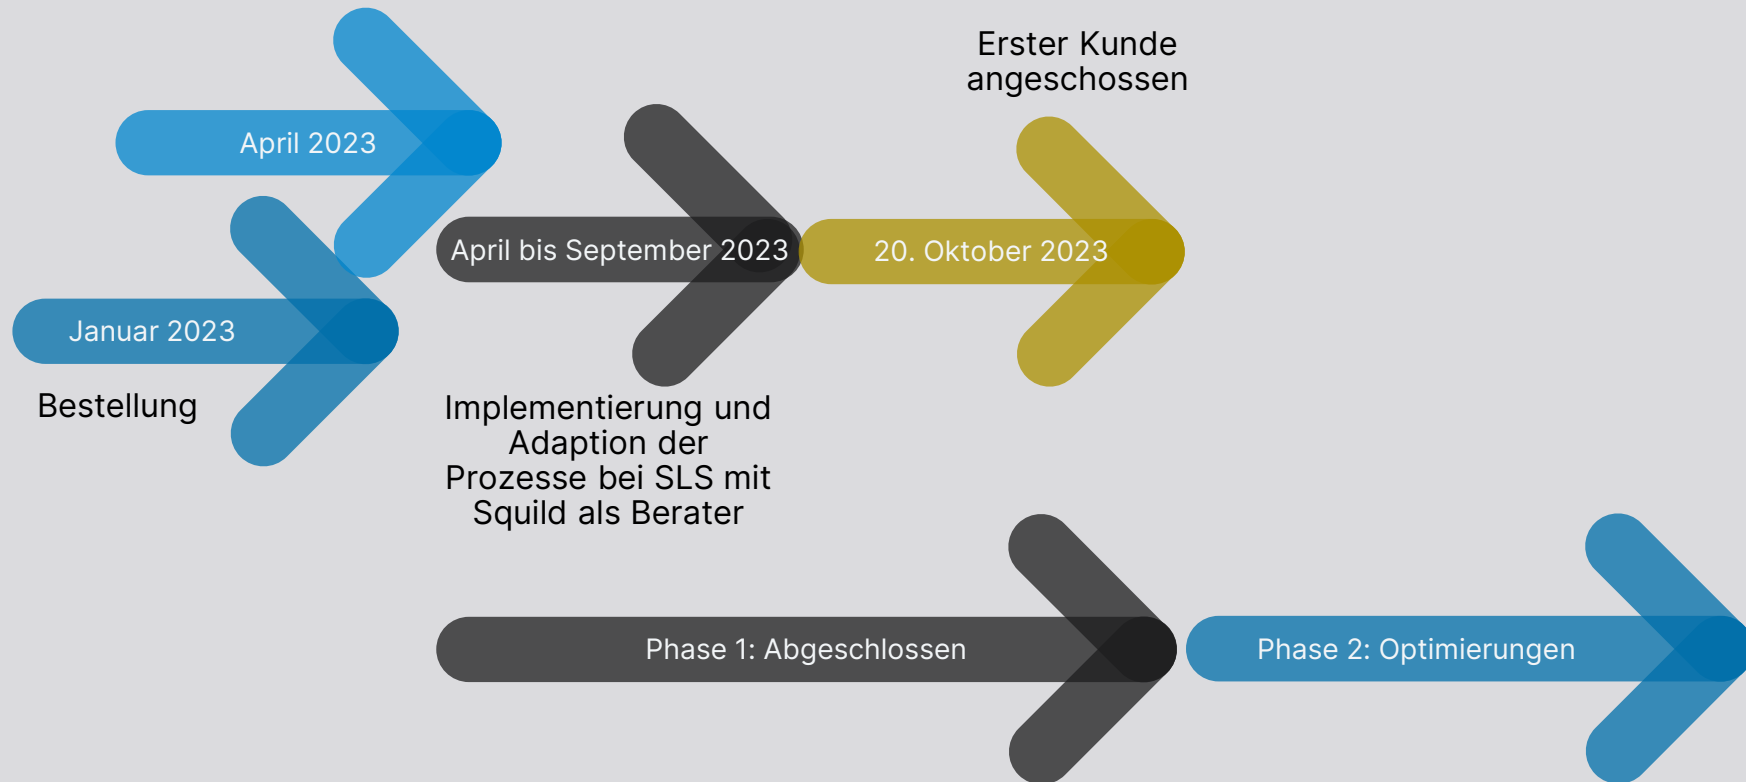 Erster Kunde
angeschossen
April 2023
April bis September 2023
20. Oktober 2023
Januar 2023
Bestellung
Implementierung und
Adaption der
Prozesse bei SLS mit
Squild als Berater
Phase 1: Abgeschlossen
Phase 2: Optimierungen